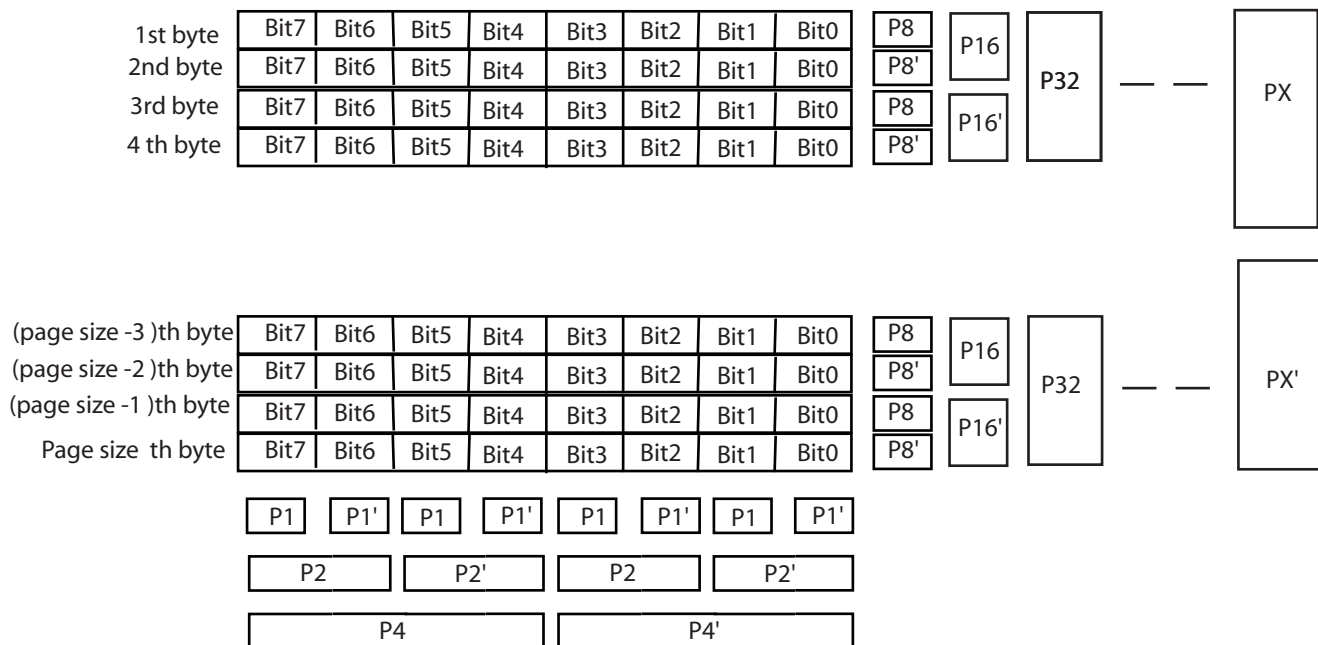 1st byte Bit7 Bit6 Bit5 Bit4 Bit3 Bit2 Bit1 Bit0 P8 P16 P32 PX
2nd byte Bit7 Bit6 Bit5 Bit4 Bit3 Bit2 Bit1 Bit0 P8'
3rd byte Bit7 Bit6 Bit5 Bit4 Bit3 Bit2 Bit1 Bit0 P8 P16'
4 th byte Bit7 Bit6 Bit5 Bit4 Bit3 Bit2 Bit1 Bit0 P8'
(page size -3 )th byte Bit7 Bit6 Bit5 Bit4 Bit3 Bit2 Bit1 Bit0 P8 P16 P32 PX'
(page size -2 )th byte Bit7 Bit6 Bit5 Bit4 Bit3 Bit2 Bit1 Bit0 P8'
(page size -1 )th byte Bit7 Bit6 Bit5 Bit4 Bit3 Bit2 Bit1 Bit0 P8 P16'
Page size th byte Bit7 Bit6 Bit5 Bit4 Bit3 Bit2 Bit1 Bit0 P8'
P1 P1' P1 P1' P1 P1' P1 P1'
P2 P2' P2 P2'
P4 P4'